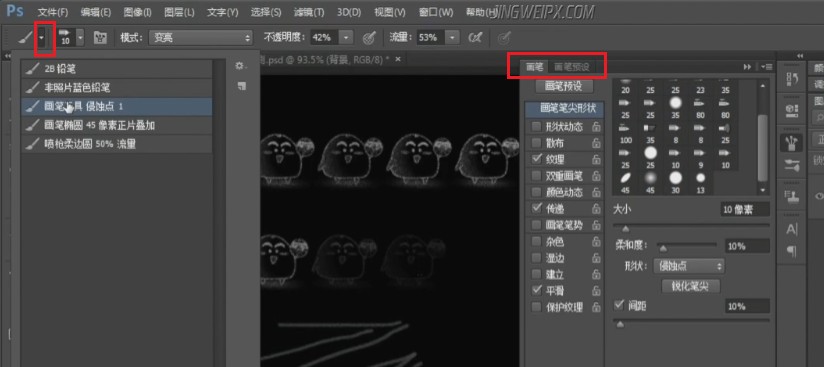 JINGWEIPX.COM
Ps 文件(F) 编辑(E) 图像(I) 图层(L) 文字(Y) 选择(S) 滤镜(T) 3D(D) 视图(V) 窗口(W) 帮助(H)
10 模式: 变亮 不透明度: 42% 流量: 53%
.psd @ 93.5% (背景, RGB/8) * ×
2B 铅笔
非照片蓝色铅笔
画笔工具 侵蚀点 1
画笔椭圆 45 像素正片叠加
喷枪柔边圆 50% 流量
画笔 画笔预设
画笔预设
画笔笔尖形状
形状动态
散布
纹理
双重画笔
颜色动态
传递
画笔笔势
杂色
湿边
建立
平滑
保护纹理
20 25 25 23 35
25 25 35 80 80
100 35 8 8 25
25 25 10 9 10
45 45 30 13
大小 10 像素
柔和度: 10%
形状: 侵蚀点
锐化笔尖
间距 10%